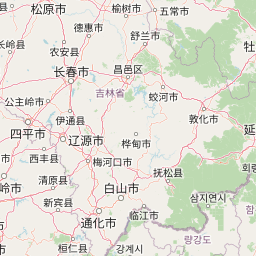 松原市
榆树市
五常市
德惠市
舒兰市
长岭县
农安县
牡
长春市
昌邑区
吉林省
蛟河市
公主岭市
敦化市
四平市
伊通县
辽源市
桦甸市
西丰县
梅河口市
清原县
抚松县
白山市
岭市
新宾县
临江市
삼지연시
通化市
량강도
桓仁县
강계시